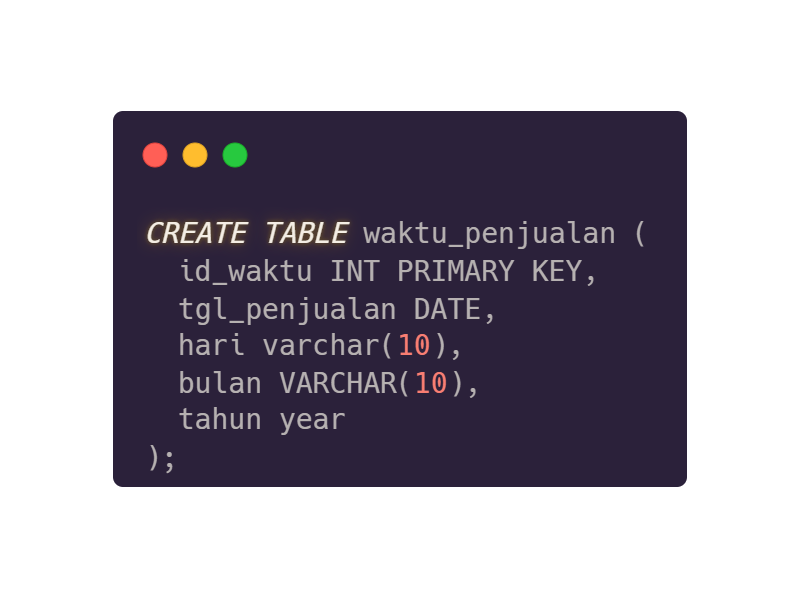 CREATE TABLE waktu_penjualan (
id_waktu INT PRIMARY KEY,
tgl_penjualan DATE,
hari varchar(10),
bulan VARCHAR(10),
tahun year
);